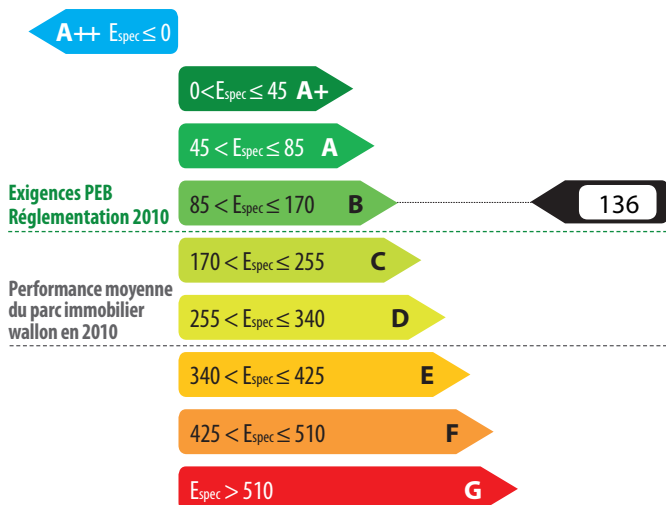 A++ Espec ≤ 0
0 < Espec ≤ 45 A+
45 < Espec ≤ 85 A
Exigences PEB
Réglementation 2010
85 < Espec ≤ 170 B
136
170 < Espec ≤ 255 C
Performance moyenne
du parc immobilier
wallon en 2010
255 < Espec ≤ 340 D
340 < Espec ≤ 425 E
425 < Espec ≤ 510 F
Espec > 510 G